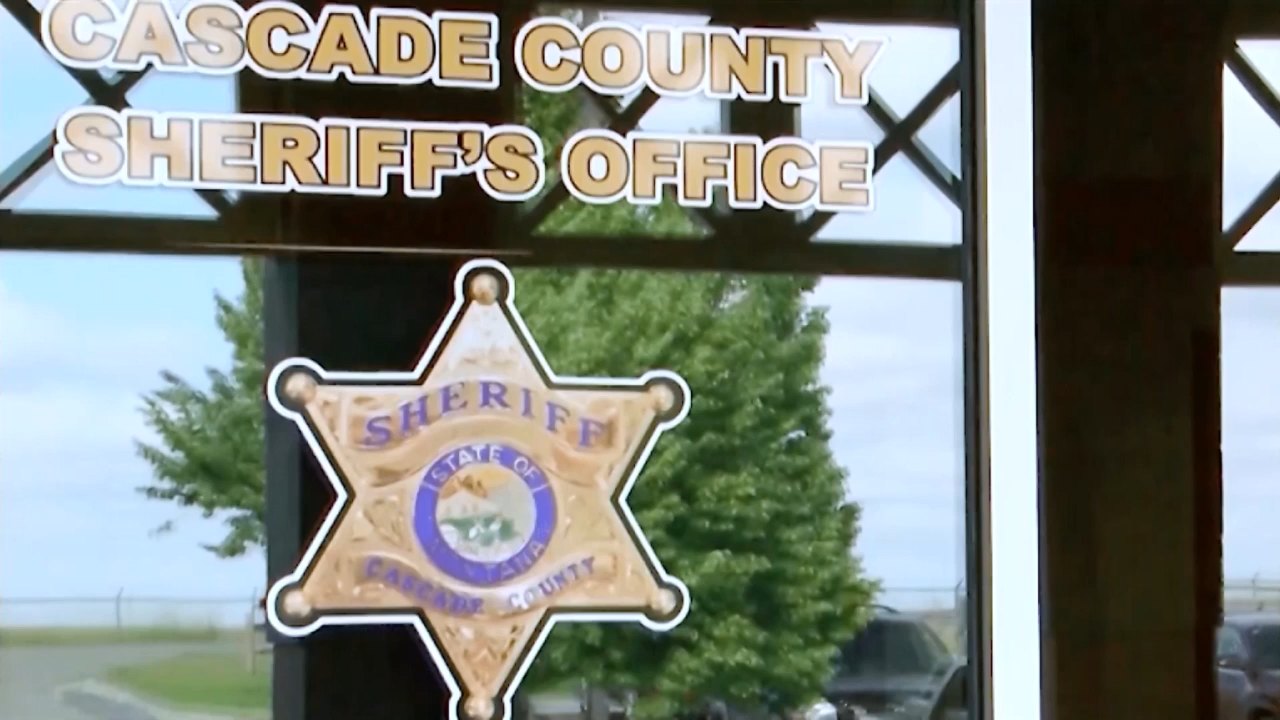 CASCADE COUNTY
SHERIFF'S OFFICE
SHERIFF
STATE OF
MONTANA
CASCADE COUNTY